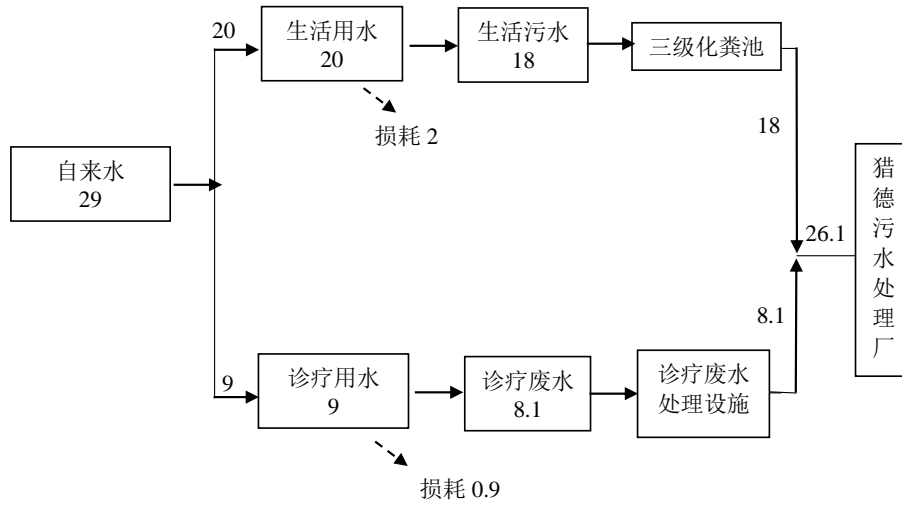 20
生活用水
20
生活污水
18
三级化粪池
损耗 2
18
自来水
29
猎
德
污
水
处
理
厂
26.1
8.1
9
诊疗用水
9
诊疗废水
8.1
诊疗废水
处理设施
损耗 0.9